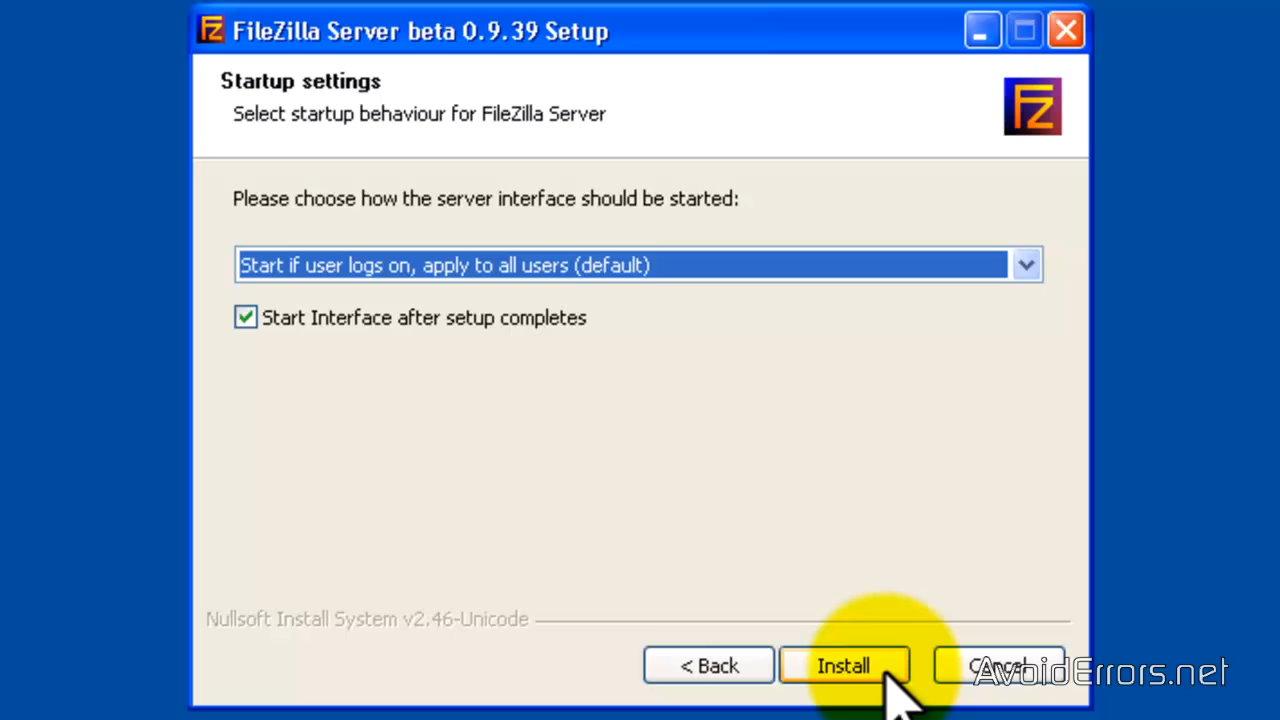 FileZilla Server beta 0.9.39 Setup
Startup settings
Select startup behaviour for FileZilla Server
FZ
Please choose how the server interface should be started:
Start if user logs on, apply to all users (default)
Start Interface after setup completes
Nullsoft Install System v2.46-Unicode
< Back
Install
Cancel
AvoidErrors.net